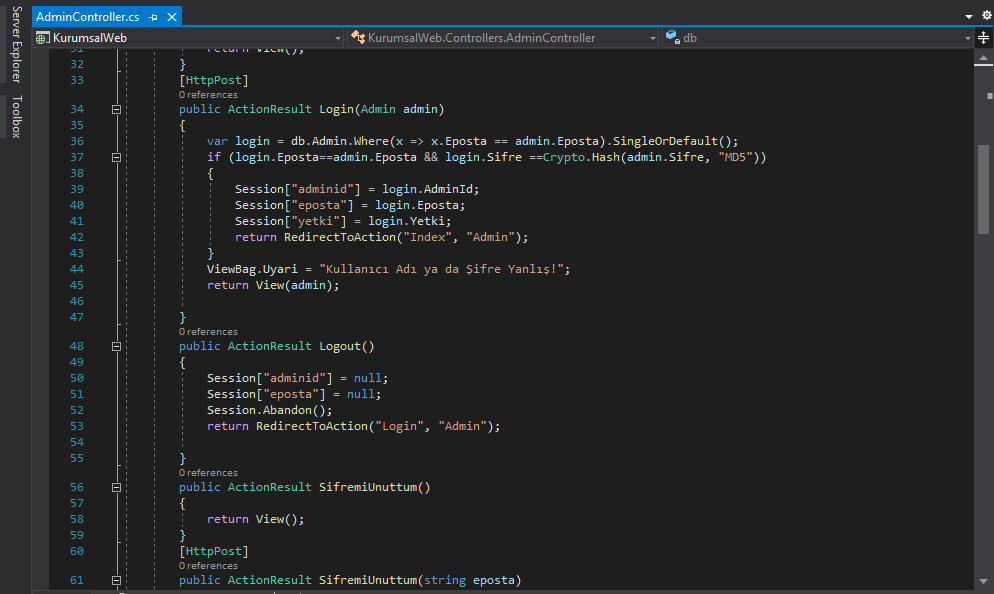 Server Explorer
Toolbox
AdminController.cs
KurumsalWeb
KurumsalWeb.Controllers.AdminController
db
31 return View();
32 }
33 [HttpPost]
0 references
34 public ActionResult Login(Admin admin)
35 {
36 var login = db.Admin.Where(x => x.Eposta == admin.Eposta).SingleOrDefault();
37 if (login.Eposta==admin.Eposta && login.Sifre ==Crypto.Hash(admin.Sifre, "MD5"))
38 {
39 Session["adminid"] = login.AdminId;
40 Session["eposta"] = login.Eposta;
41 Session["yetki"] = login.Yetki;
42 return RedirectToAction("Index", "Admin");
43 }
44 ViewBag.Uyari = "Kullanıcı Adı ya da Şifre Yanlış!";
45 return View(admin);
46
47 }
0 references
48 public ActionResult Logout()
49 {
50 Session["adminid"] = null;
51 Session["eposta"] = null;
52 Session.Abandon();
53 return RedirectToAction("Login", "Admin");
54
55 }
0 references
56 public ActionResult SifremiUnuttum()
57 {
58 return View();
59 }
60 [HttpPost]
0 references
61 public ActionResult SifremiUnuttum(string eposta)